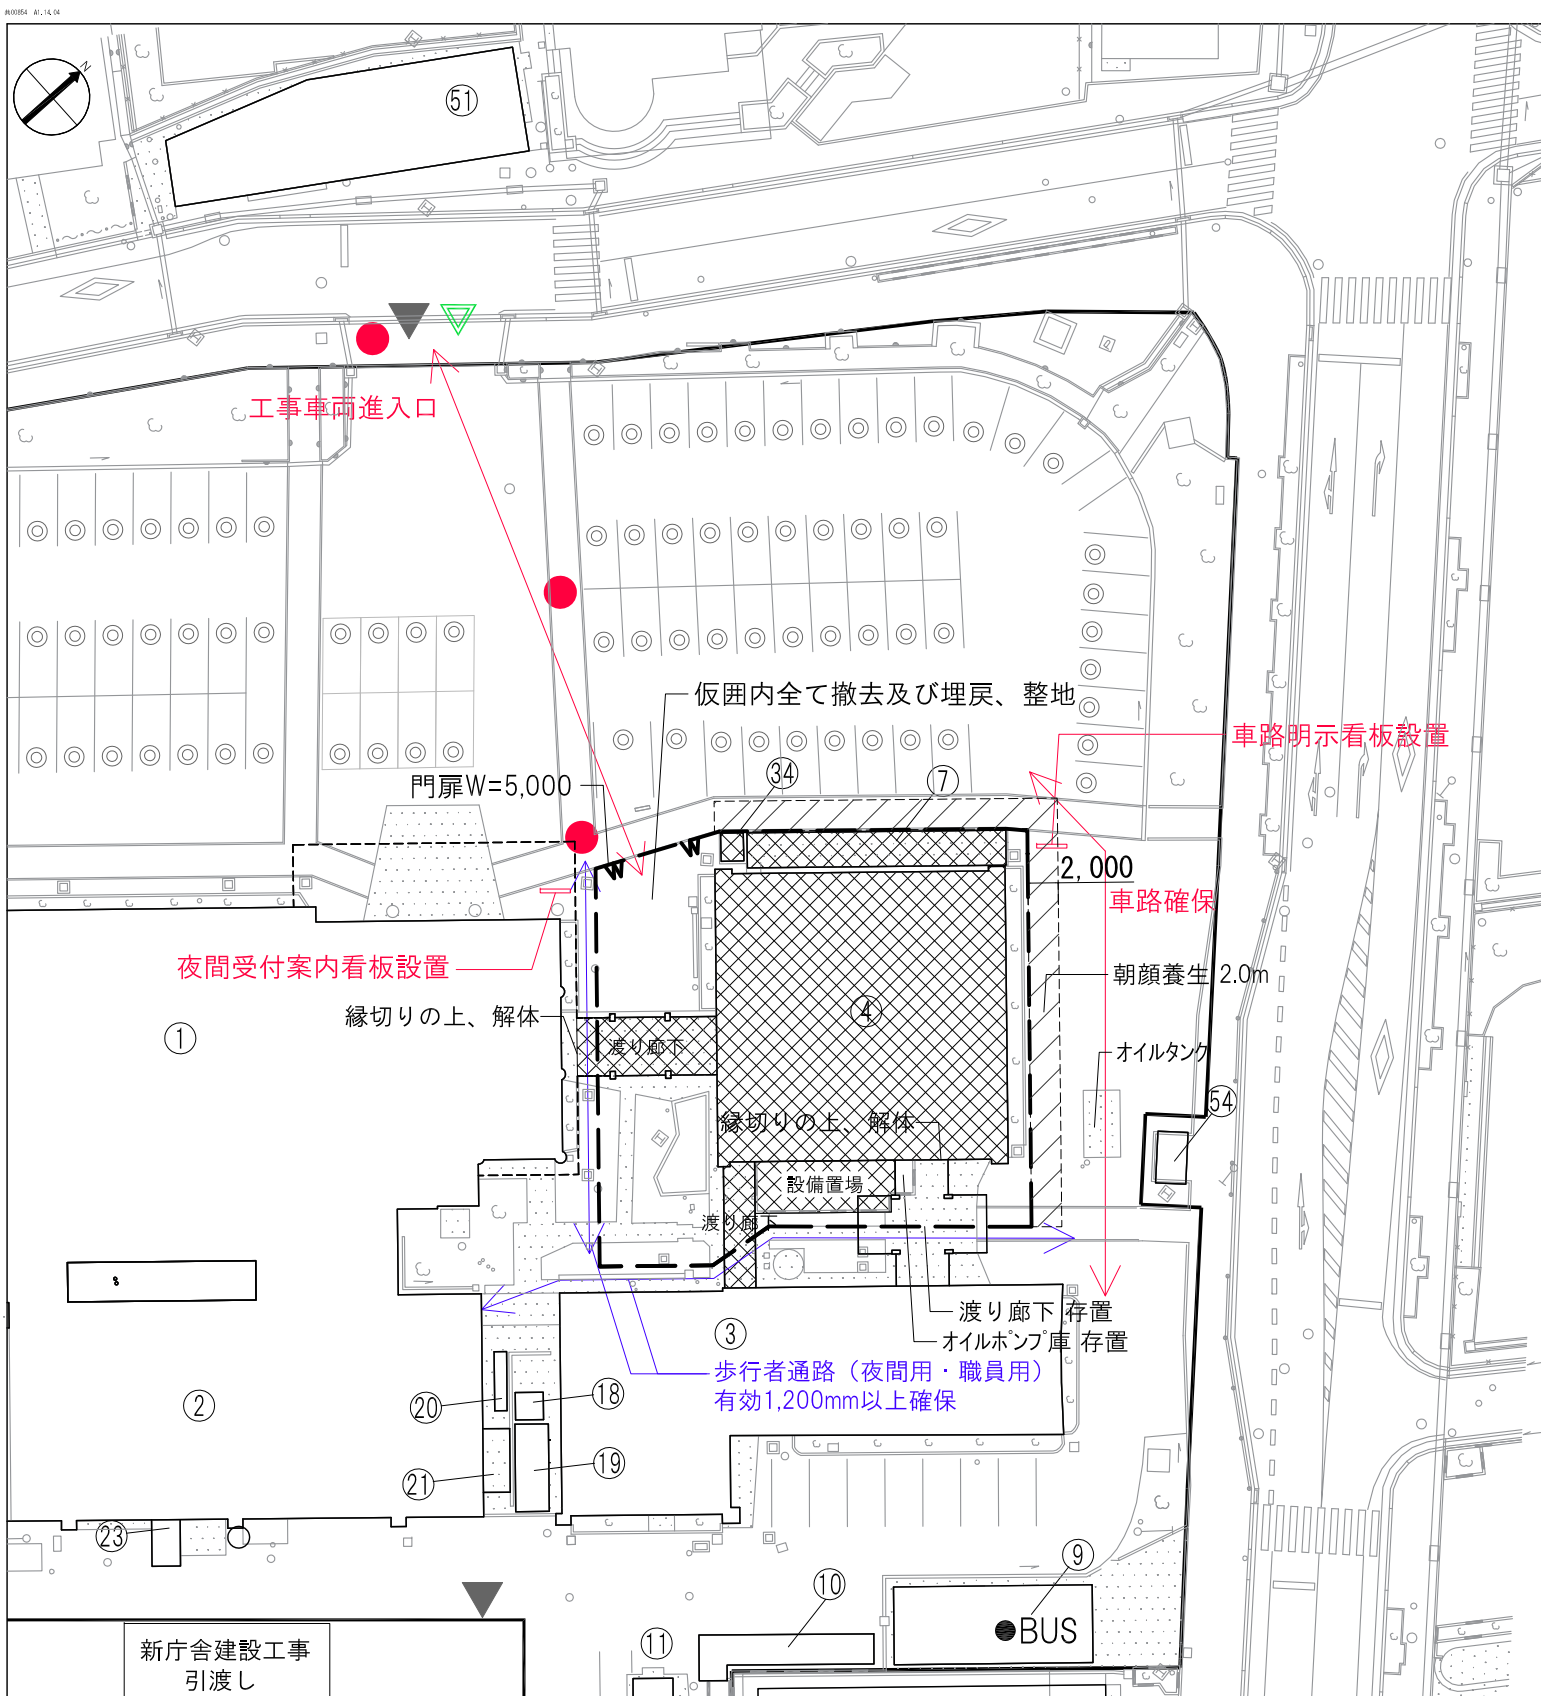 N
51
工事車両進入口
仮囲内全て撤去及び埋戻、整地
車路明示看板設置
門扉W=5,000
34
7
2,000
車路確保
夜間受付案内看板設置
朝顔養生 2.0m
縁切りの上、解体
4
1
渡り廊下
オイルタンク
54
縁切りの上、解体
設備置場
渡り廊下
渡り廊下 存置
3
オイルポンプ庫 存置
歩行者通路（夜間用・職員用）
有効1,200mm以上確保
2
20
18
19
21
23
9
10
BUS
11
新庁舎建設工事
引渡し